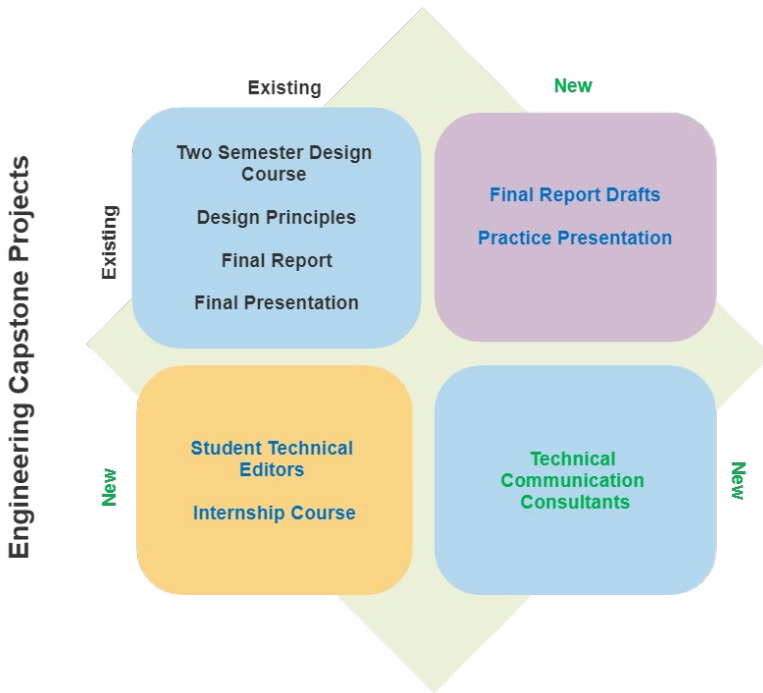 Engineering Capstone Projects
Existing
New
Existing
Two Semester Design
Course
Design Principles
Final Report
Final Presentation
Final Report Drafts
Practice Presentation
New
Student Technical
Editors
Internship Course
Technical
Communication
Consultants
New